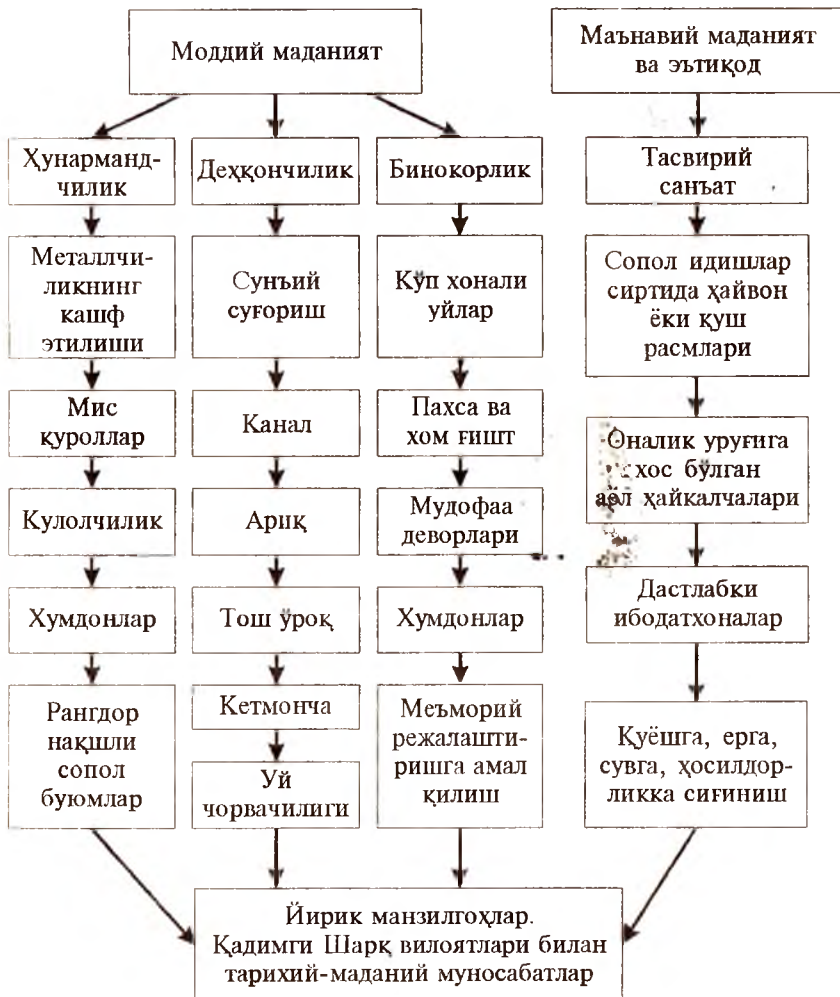 Моддий маданият
Маънавий маданият
ва эътиқод
Ҳунарманд-
чилик
Деҳқончилик
Бинокорлик
Тасвирий
санъат
Металлчи-
ликнинг
кашф
этилиши
Сунъий
суғориш
Кўп хонали
уйлар
Сопол идишлар
сиртида ҳайвон
ёки қуш
расмлари
Мис
қуроллар
Канал
Пахса ва
хом ғишт
Оналик уруғига
хос бўлган
аёл ҳайкалчалари
Кулолчилик
Ариқ
Мудофаа
деворлари
Хумдонлар
Тош ўроқ
Хумдонлар
Дастлабки
ибодатхоналар
Рангдор
нақшли
сопол
буюмлар
Кетмонча
Уй
чорвачилиги
Меъморий
режалашти-
ришга амал
қилиш
Қуёшга, ерга,
сувга, ҳосилдор-
ликка сиғиниш
Йирик манзилгоҳлар.
Қадимги Шарқ вилоятлари билан
тарихий-маданий муносабатлар